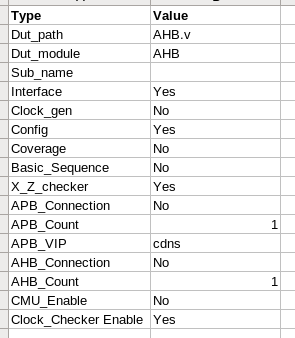 Type Value
Dut_path AHB.v
Dut_module AHB
Sub_name
Interface Yes
Clock_gen No
Config Yes
Coverage No
Basic_Sequence No
X_Z_checker Yes
APB_Connection No
APB_Count 1
APB_VIP cdns
AHB_Connection No
AHB_Count 1
CMU_Enable No
Clock_Checker Enable Yes